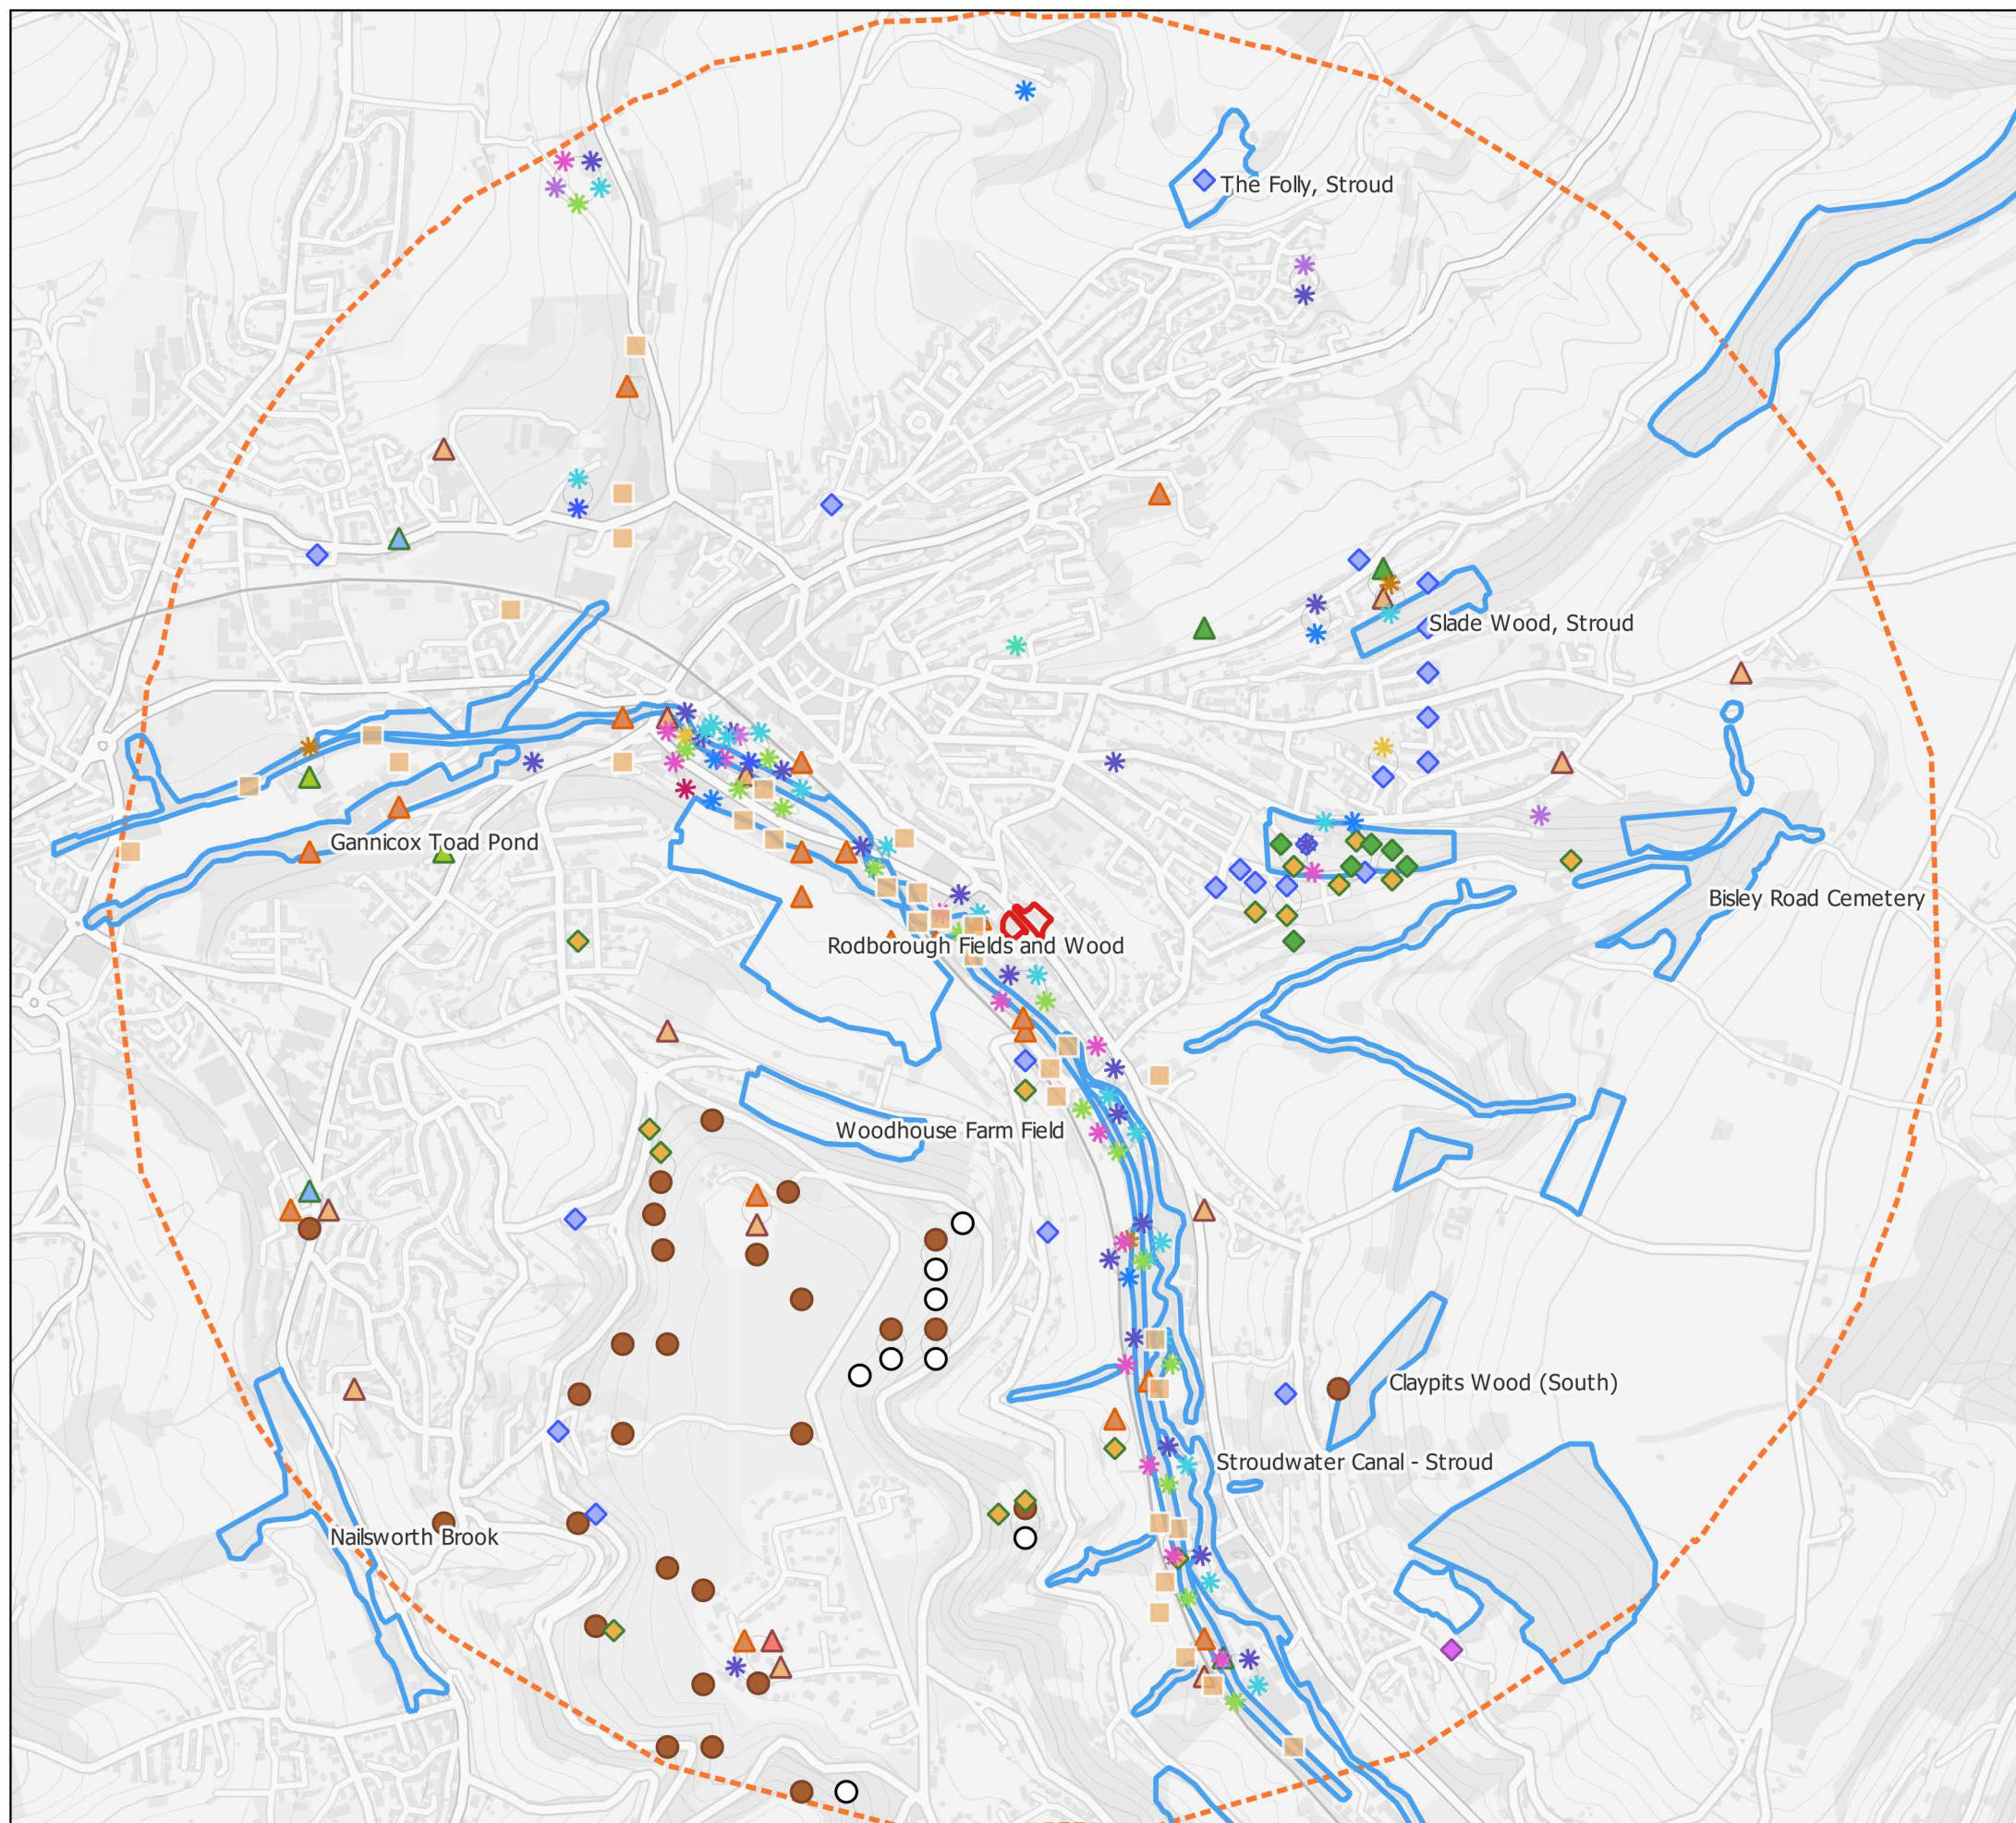 The Folly, Stroud
Slade Wood, Stroud
Gannicox Toad Pond
Bisley Road Cemetery
Rodborough Fields and Wood
Woodhouse Farm Field
Claypits Wood (South)
Stroudwater Canal - Stroud
Nailsworth Brook